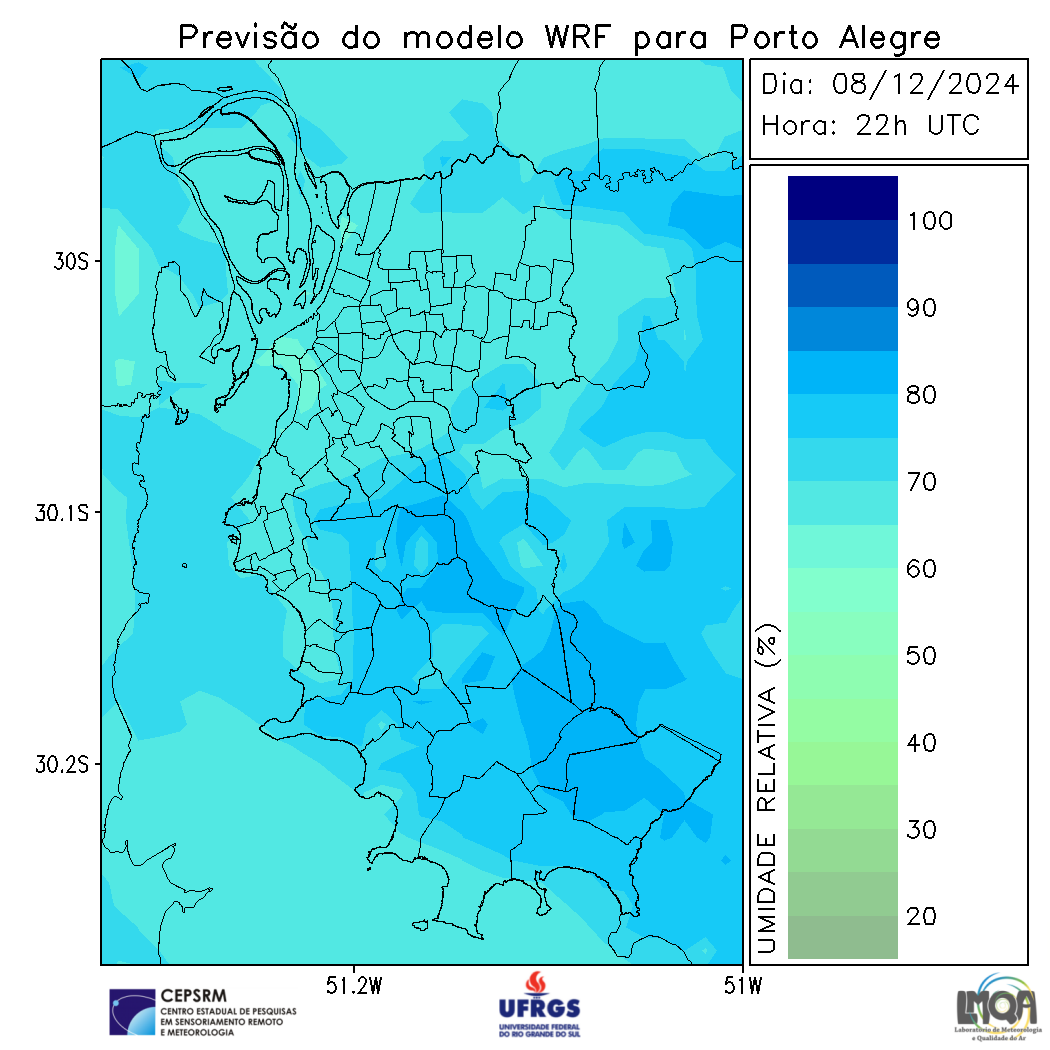 Previsão do modelo WRF para Porto Alegre
Dia: 08/12/2024
Hora: 22h UTC
30S
30.1S
30.2S
51.2W
51W
100
90
80
70
60
50
40
30
20
UMIDADE RELATIVA (%)
CEPSRM
CENTRO ESTADUAL DE PESQUISAS
EM SENSORIAMENTO REMOTO
E METEOROLOGIA
UFRGS
UNIVERSIDADE FEDERAL
DO RIO GRANDE DO SUL
LMQA
Laboratório de Meteorologia
e Qualidade do Ar